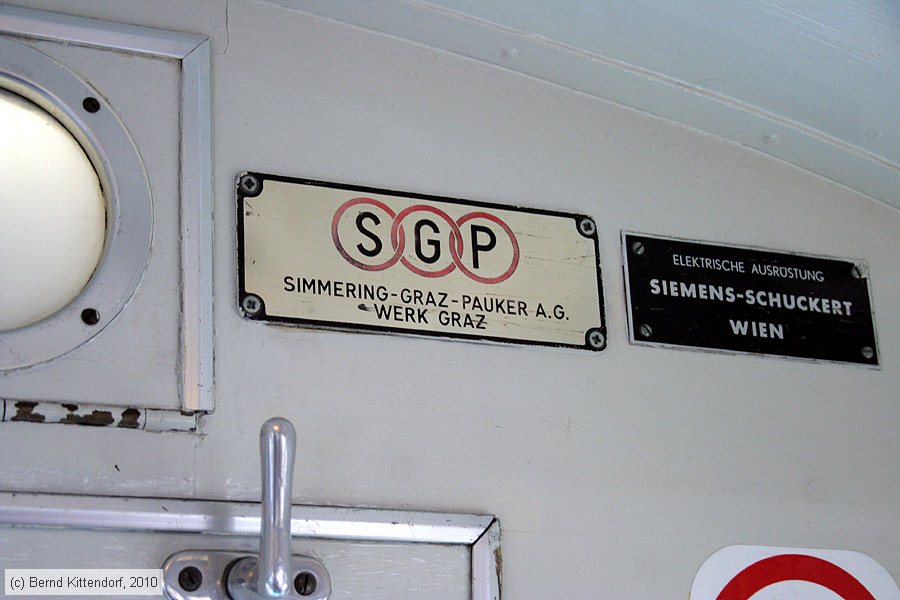 SGP
SIMMERING-GRAZ-PAUKER A.G.
WERK GRAZ
ELEKTRISCHE AUSRÜSTUNG
SIEMENS-SCHUCKERT
WIEN
(c) Bernd Kittendorf, 2010